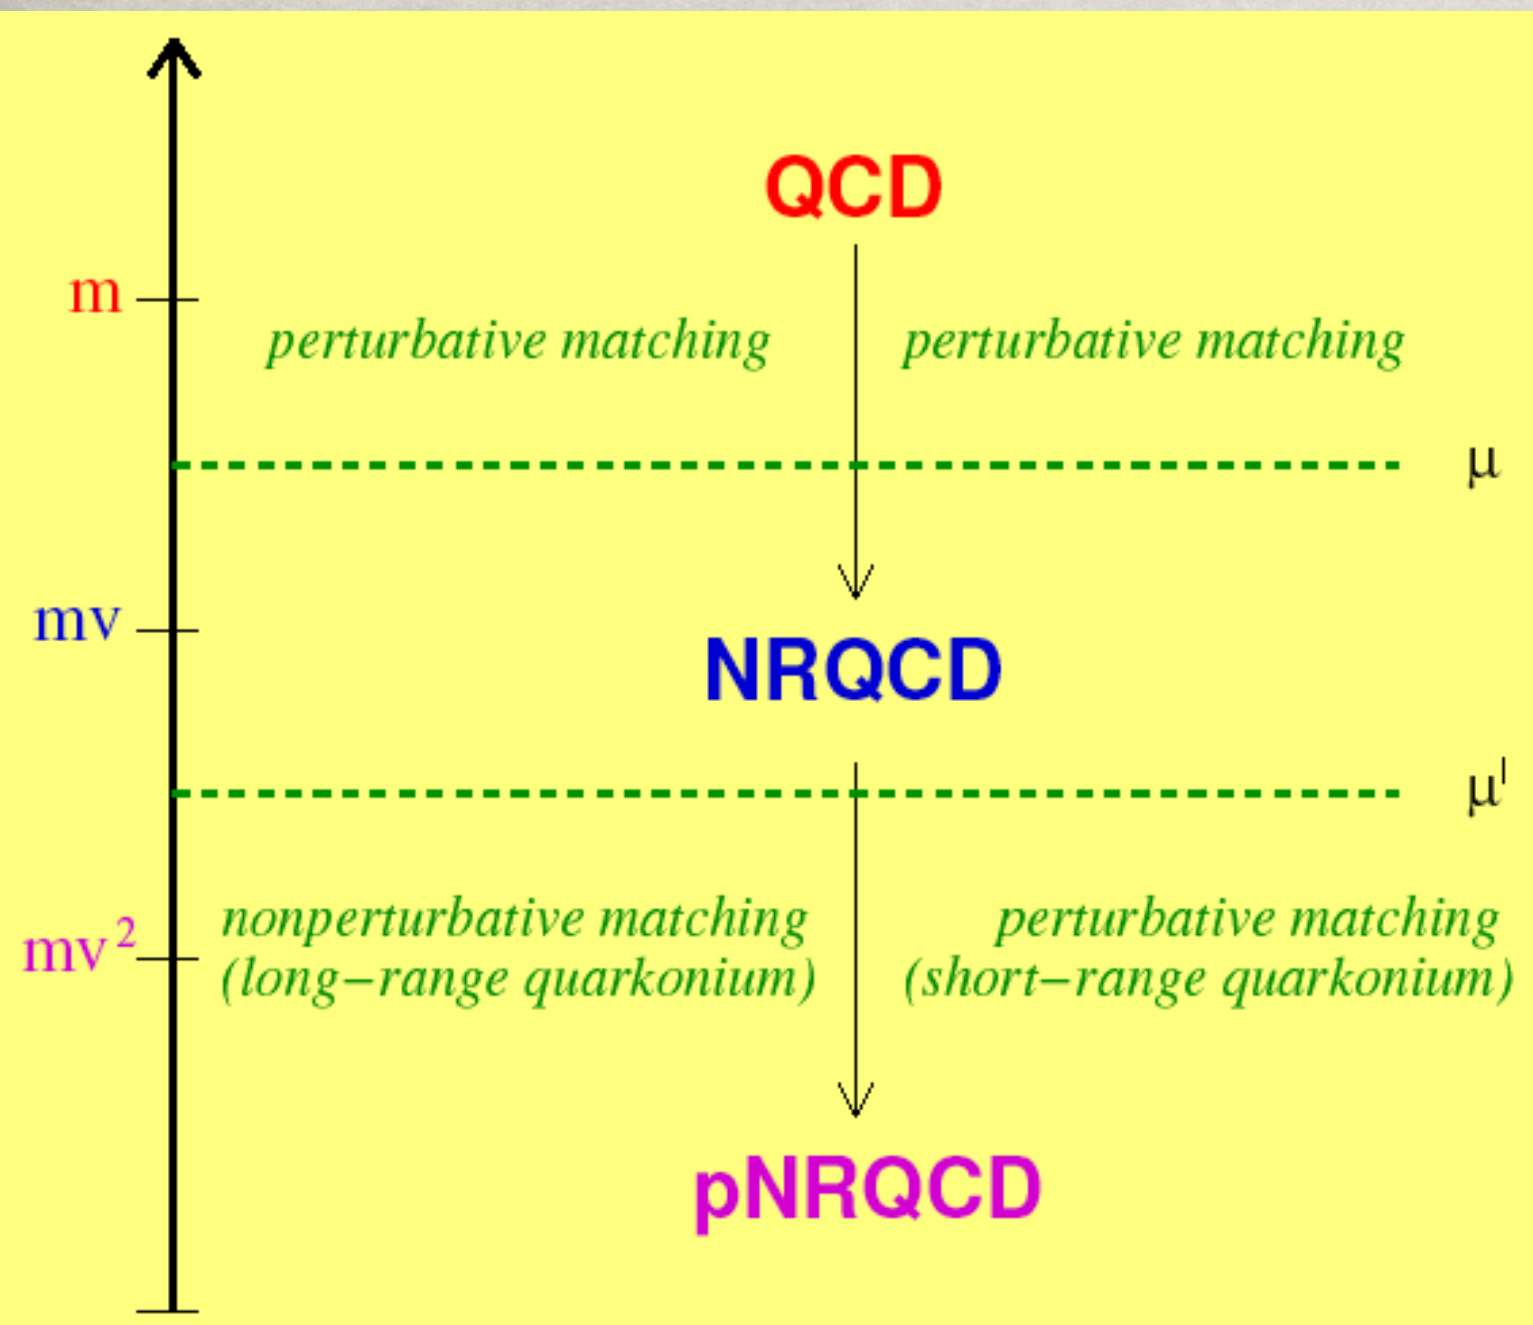 QCD
m
perturbative matching perturbative matching
μ
mv
NRQCD
μ'
nonperturbative matching
(long–range quarkonium)
perturbative matching
(short–range quarkonium)
mv²
pNRQCD